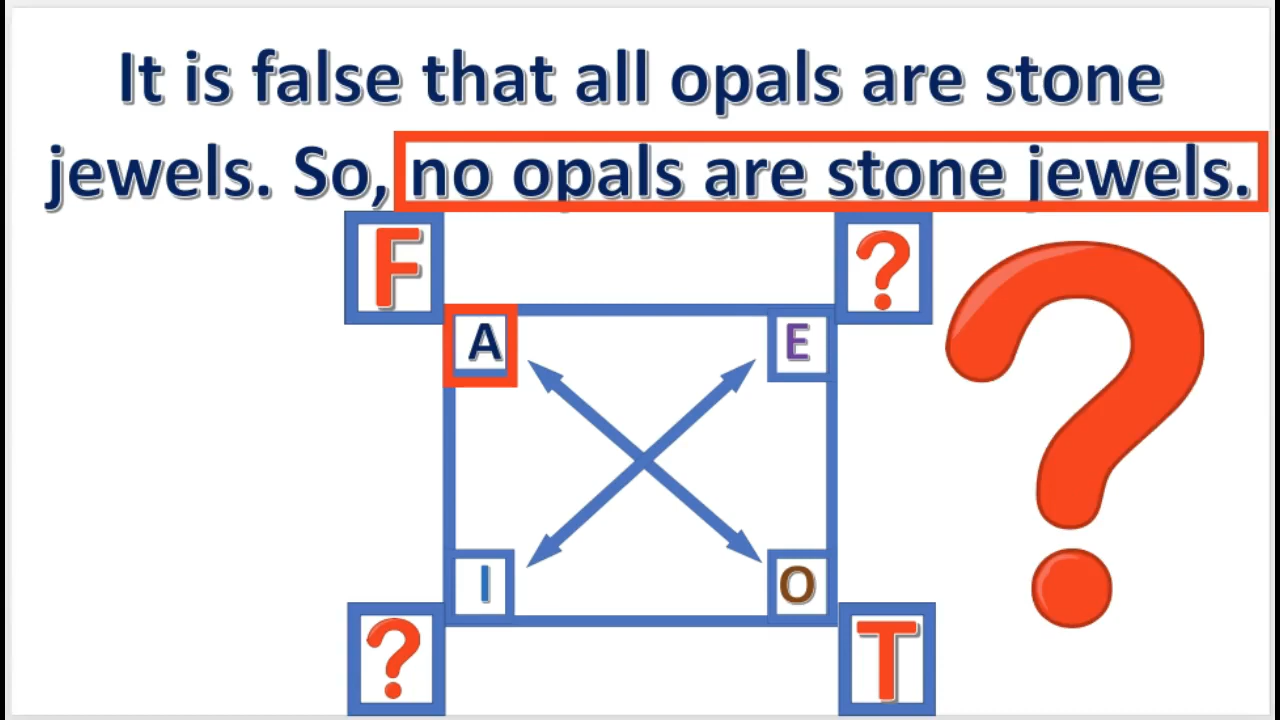 It is false that all opals are stone
jewels. So, no opals are stone jewels.
F
?
A
E
?
I
O
?
T